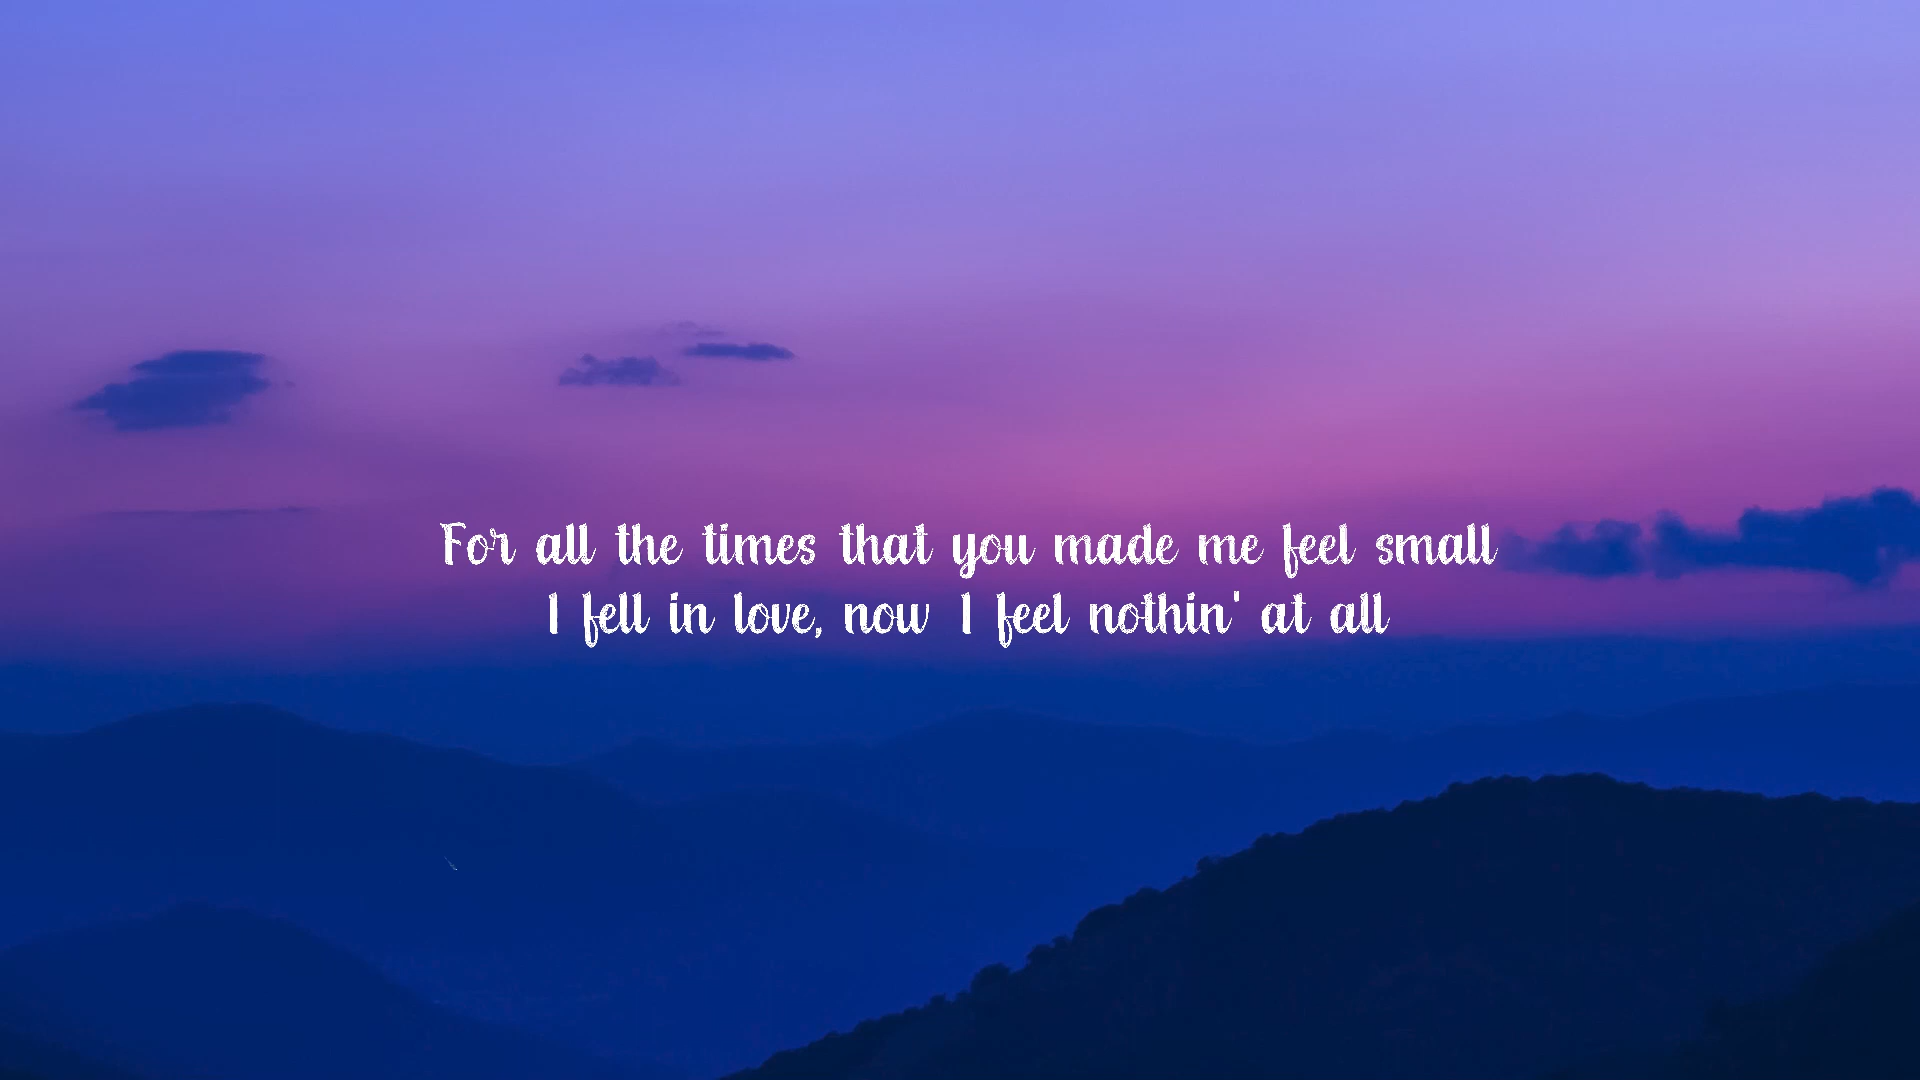 For all the times that you made me feel small
I fell in love, now I feel nothin' at all